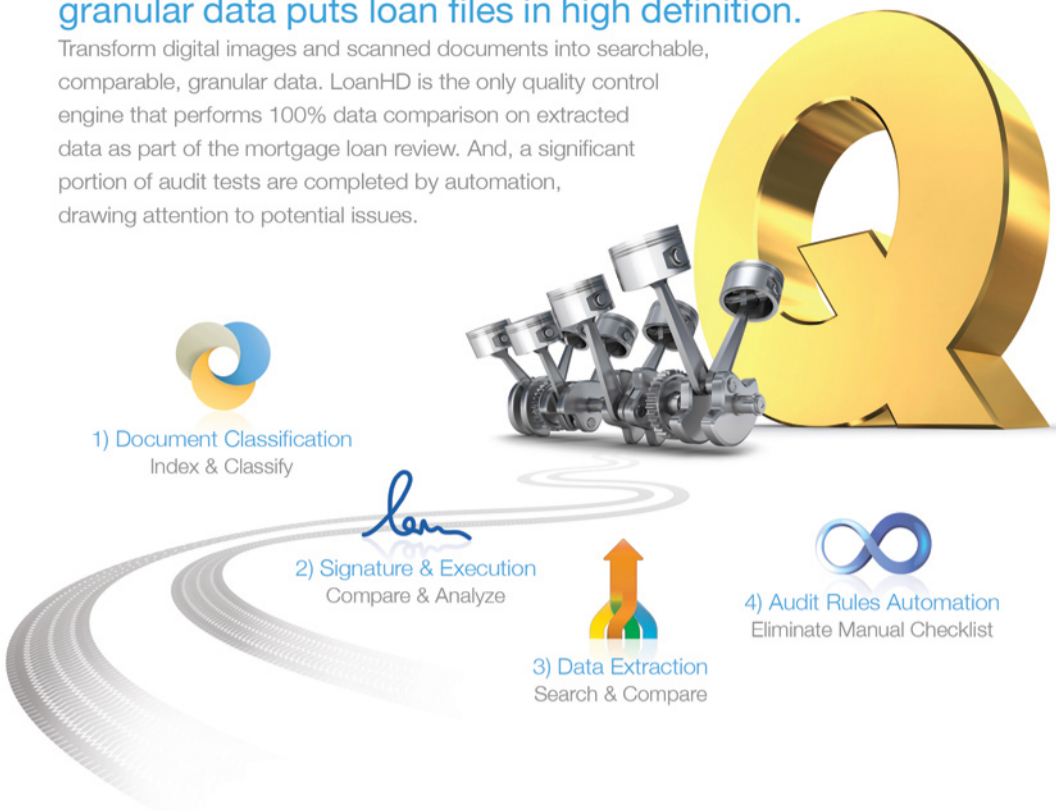 granular data puts loan files in high definition.
Transform digital images and scanned documents into searchable,
comparable, granular data. LoanHD is the only quality control
engine that performs 100% data comparison on extracted
data as part of the mortgage loan review. And, a significant
portion of audit tests are completed by automation,
drawing attention to potential issues.
Q
1) Document Classification
Index & Classify
2) Signature & Execution
Compare & Analyze
3) Data Extraction
Search & Compare
4) Audit Rules Automation
Eliminate Manual Checklist